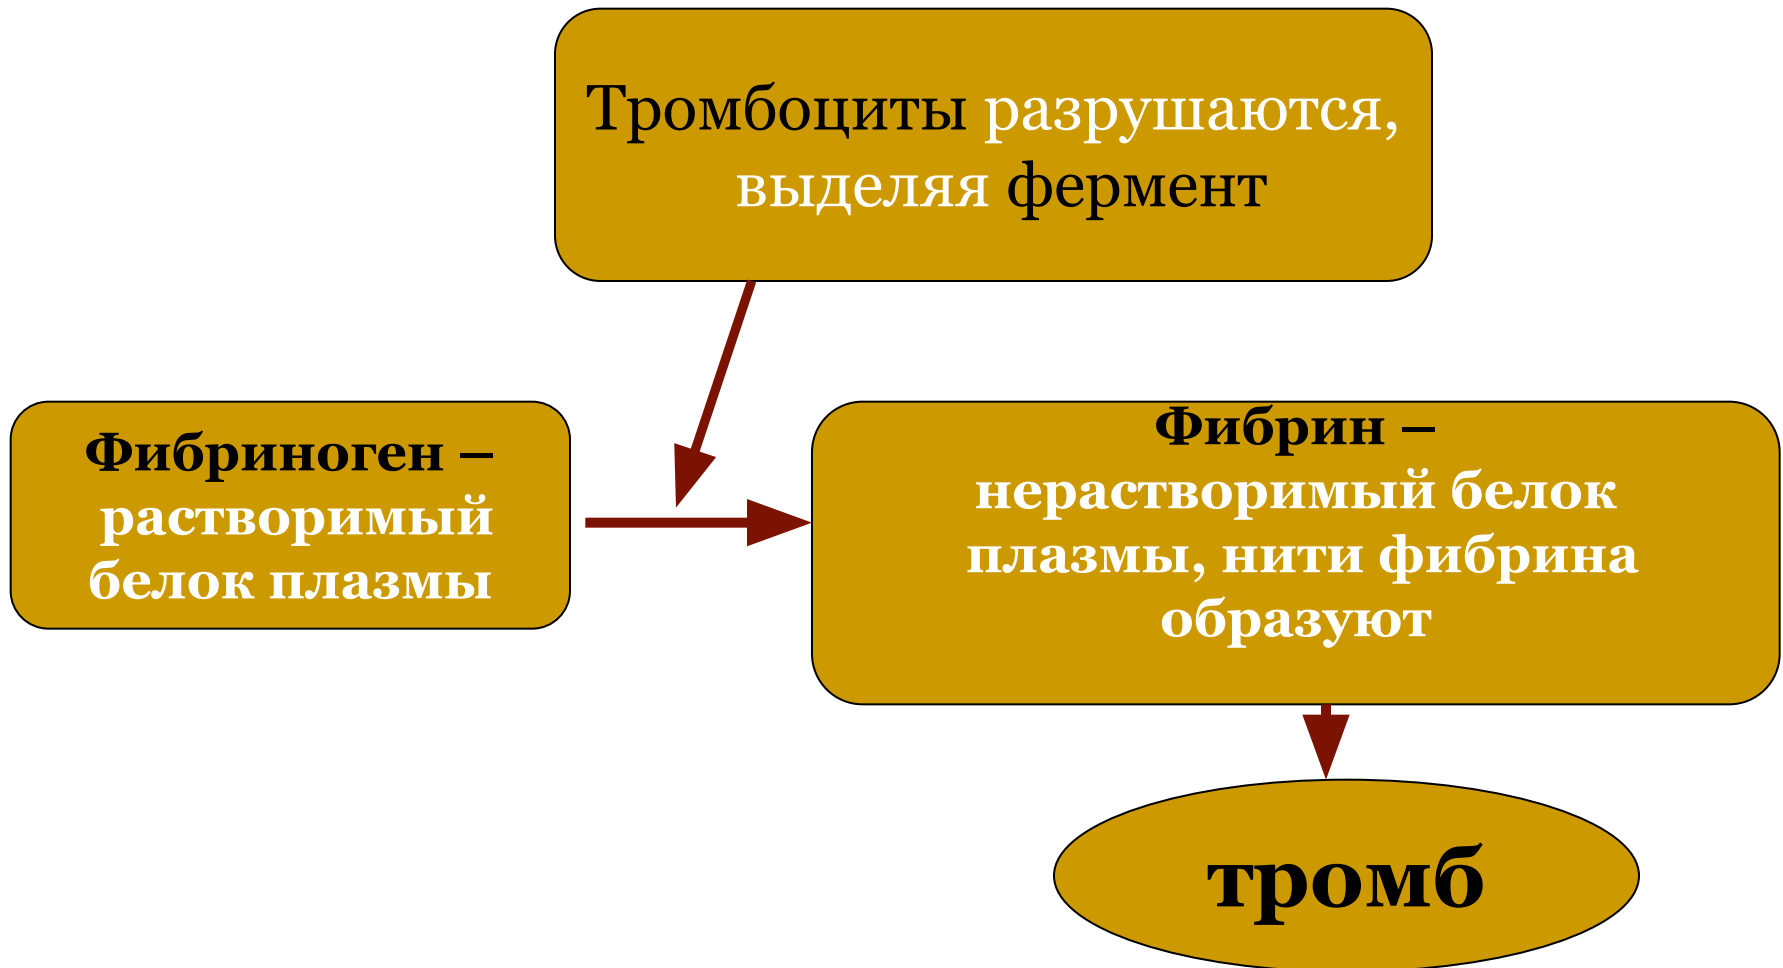 Тромбоциты разрушаются,
выделяя фермент
Фибриноген –
растворимый
белок плазмы
Фибрин –
нерастворимый белок
плазмы, нити фибрина
образуют
тромб